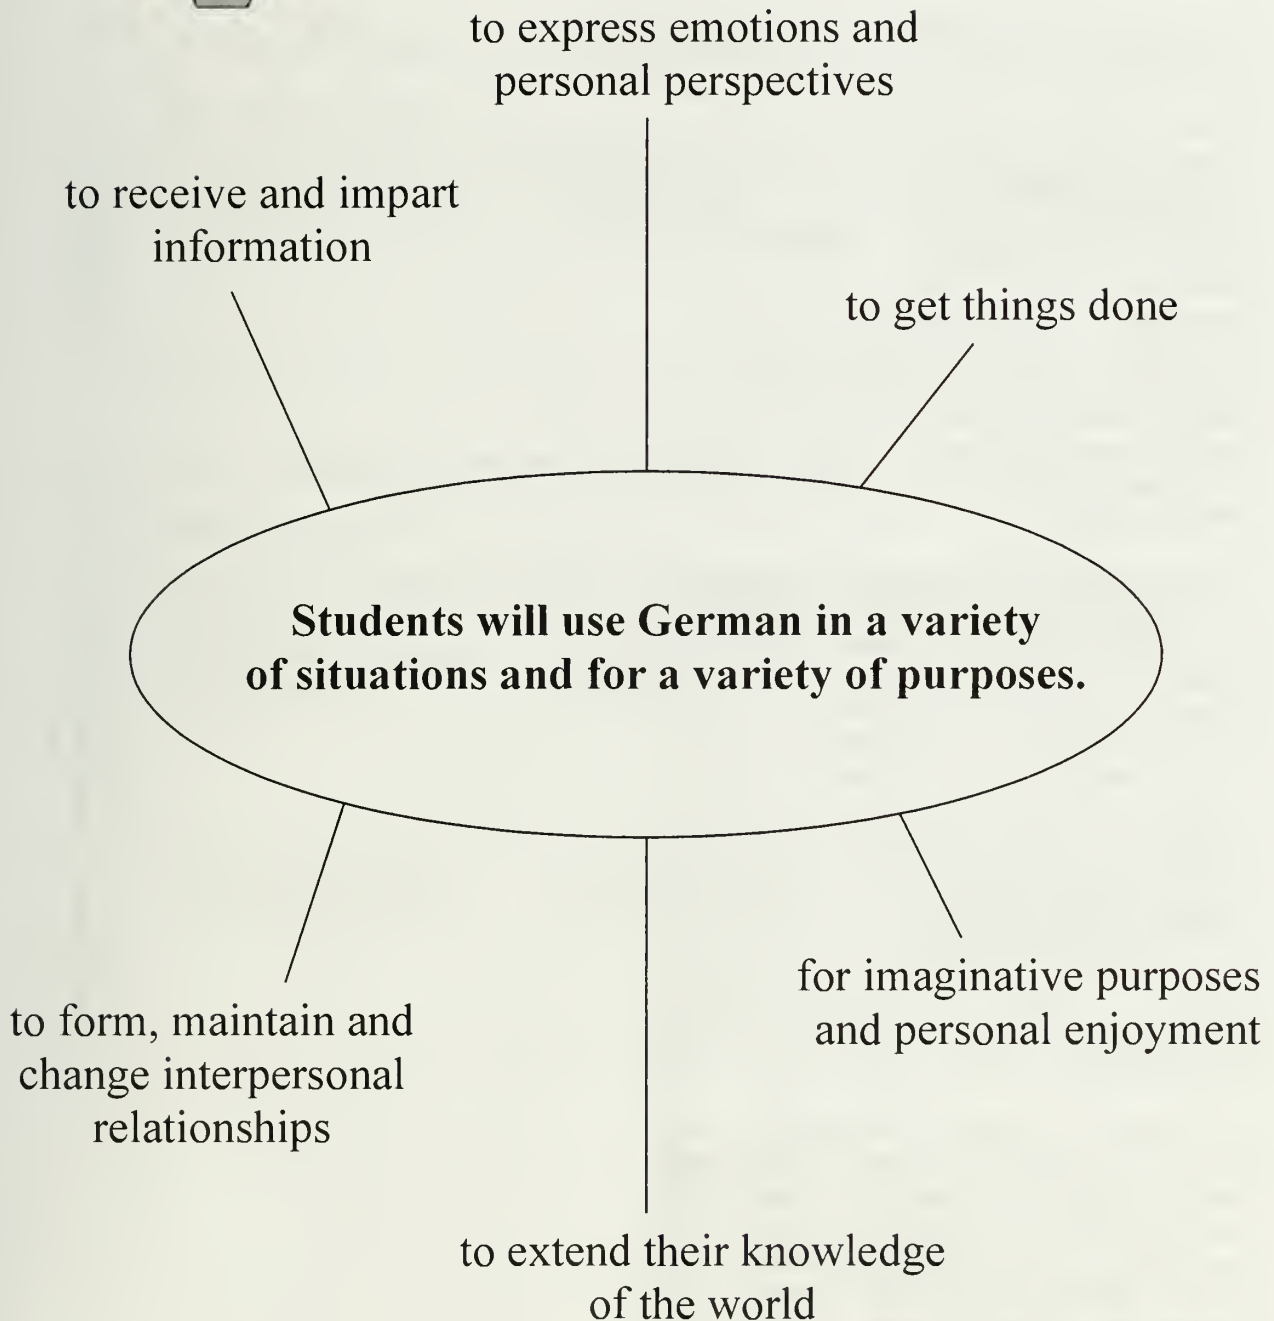 to express emotions and
personal perspectives
to receive and impart
information
to get things done
Students will use German in a variety
of situations and for a variety of purposes.
for imaginative purposes
and personal enjoyment
to form, maintain and
change interpersonal
relationships
to extend their knowledge
of the world